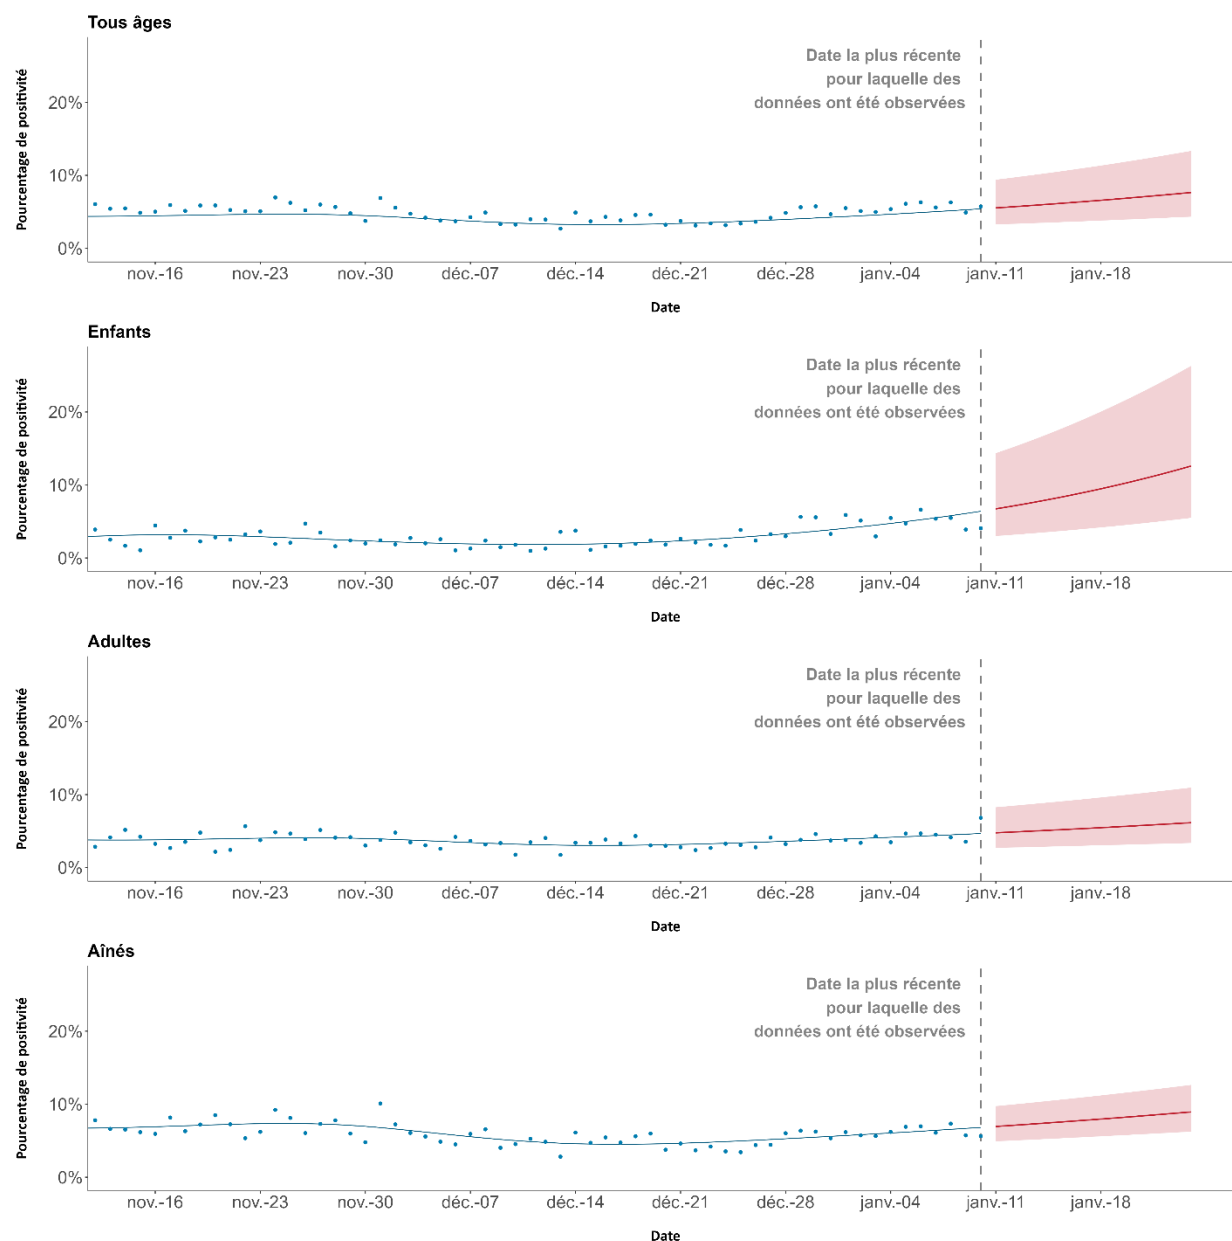 Tous âges
Pourcentage de positivité
20%
10%
0%
Date la plus récente
pour laquelle des
données ont été observées
nov.-16 nov.-23 nov.-30 déc.-07 déc.-14 déc.-21 déc.-28 janv.-04 janv.-11 janv.-18
Date
Enfants
Pourcentage de positivité
20%
10%
0%
Date la plus récente
pour laquelle des
données ont été observées
nov.-16 nov.-23 nov.-30 déc.-07 déc.-14 déc.-21 déc.-28 janv.-04 janv.-11 janv.-18
Date
Adultes
Pourcentage de positivité
20%
10%
0%
Date la plus récente
pour laquelle des
données ont été observées
nov.-16 nov.-23 nov.-30 déc.-07 déc.-14 déc.-21 déc.-28 janv.-04 janv.-11 janv.-18
Date
Aînés
Pourcentage de positivité
20%
10%
0%
Date la plus récente
pour laquelle des
données ont été observées
nov.-16 nov.-23 nov.-30 déc.-07 déc.-14 déc.-21 déc.-28 janv.-04 janv.-11 janv.-18
Date